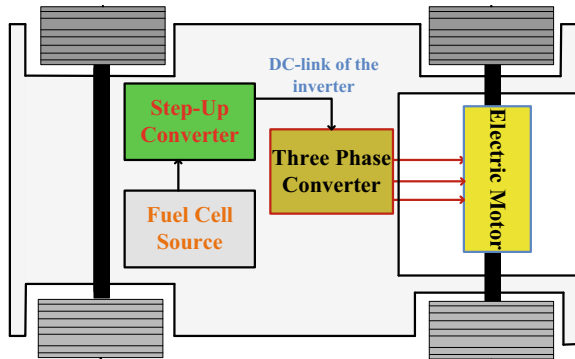 DC-link of the
inverter
Step-Up
Converter
Three Phase
Converter
Electric Motor
Fuel Cell
Source